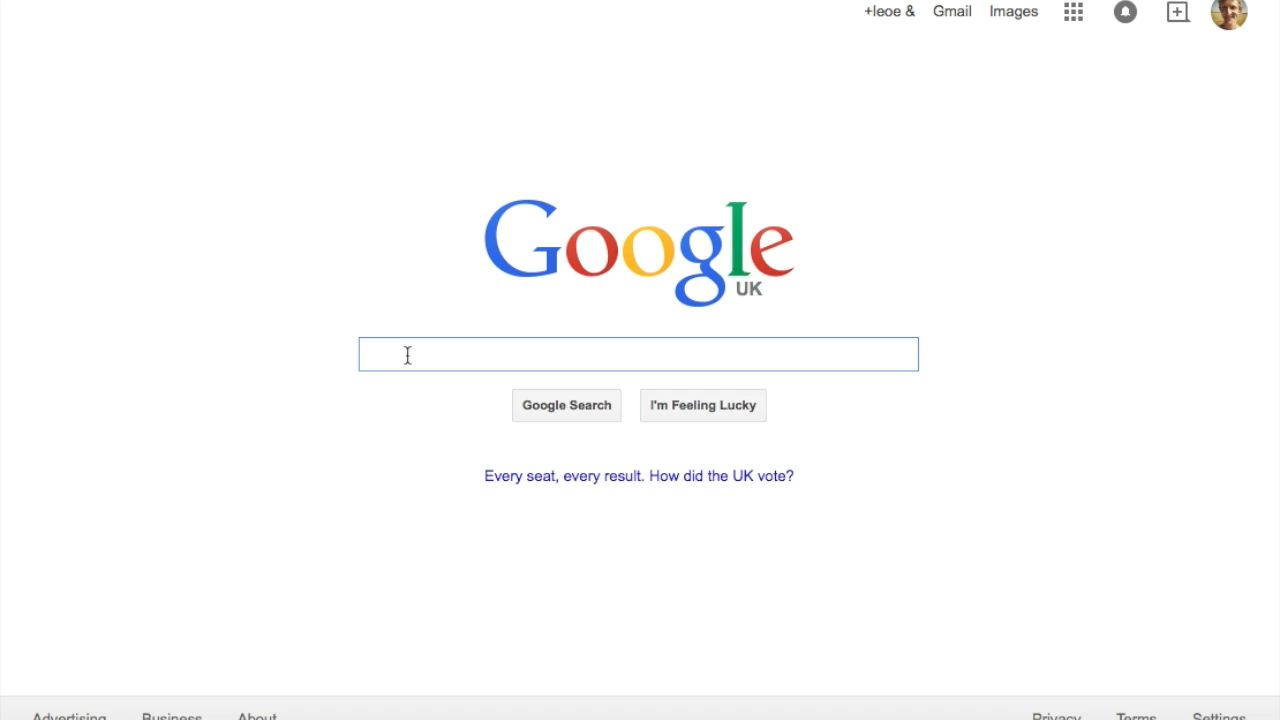 +leoe & Gmail Images
Google
UK
Google Search I'm Feeling Lucky
Every seat, every result. How did the UK vote?
Advertising Business About Privacy Terms Settings